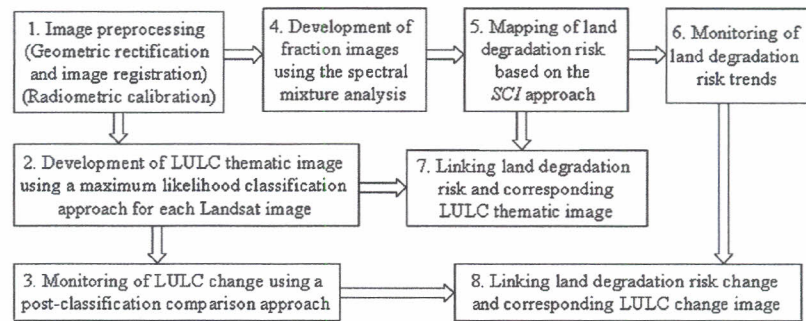 1. Image preprocessing
(Geometric rectification
and image registration)
(Radiometric calibration)
4. Development of
fraction images
using the spectral
mixture analysis
5. Mapping of land
degradation risk
based on the
SCI approach
6. Monitoring of
land degradation
risk trends
2. Development of LULC thematic image
using a maximum likelihood classification
approach for each Landsat image
7. Linking land degradation
risk and corresponding
LULC thematic image
3. Monitoring of LULC change using a
post-classification comparison approach
8. Linking land degradation risk change
and corresponding LULC change image